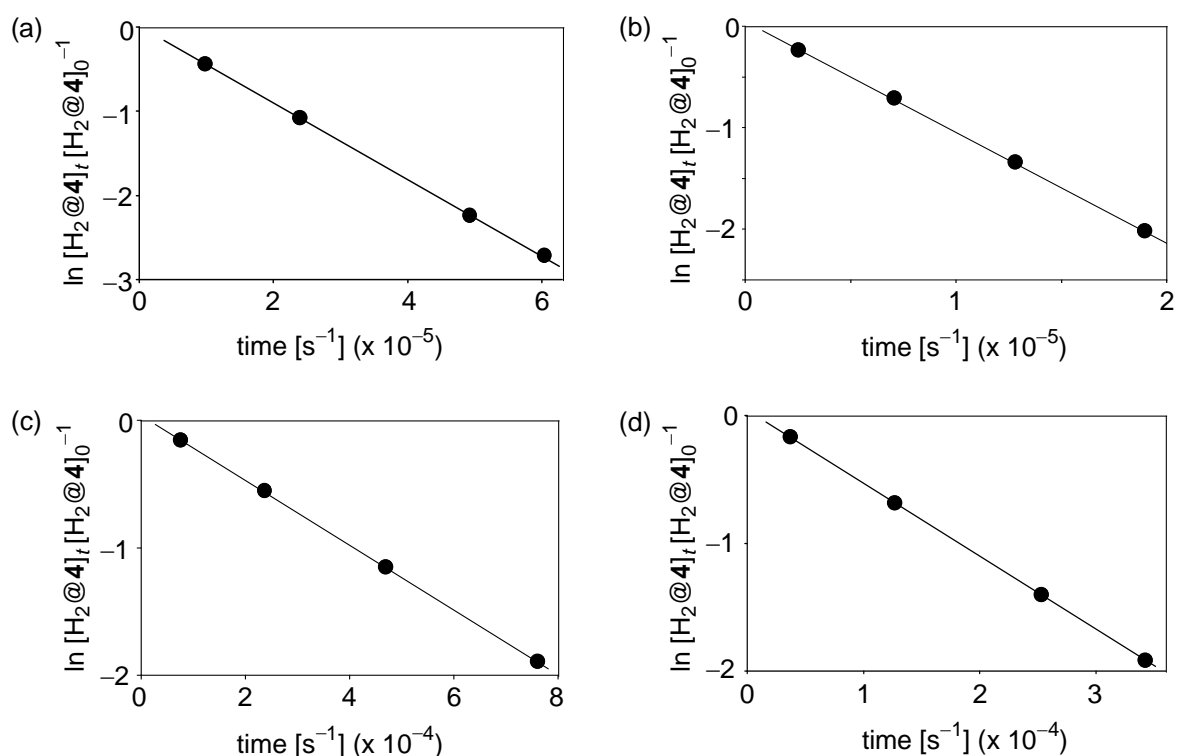 (a)
ln [H₂@4]ₜ [H₂@4]₀⁻¹
0
−1
−2
−3
0 2 4 6
time [s⁻¹] (x 10⁻⁵)
(b)
ln [H₂@4]ₜ [H₂@4]₀⁻¹
0
−1
−2
0 1 2
time [s⁻¹] (x 10⁻⁵)
(c)
ln [H₂@4]ₜ [H₂@4]₀⁻¹
0
−1
−2
0 2 4 6 8
time [s⁻¹] (x 10⁻⁴)
(d)
ln [H₂@4]ₜ [H₂@4]₀⁻¹
0
−1
−2
0 1 2 3
time [s⁻¹] (x 10⁻⁴)